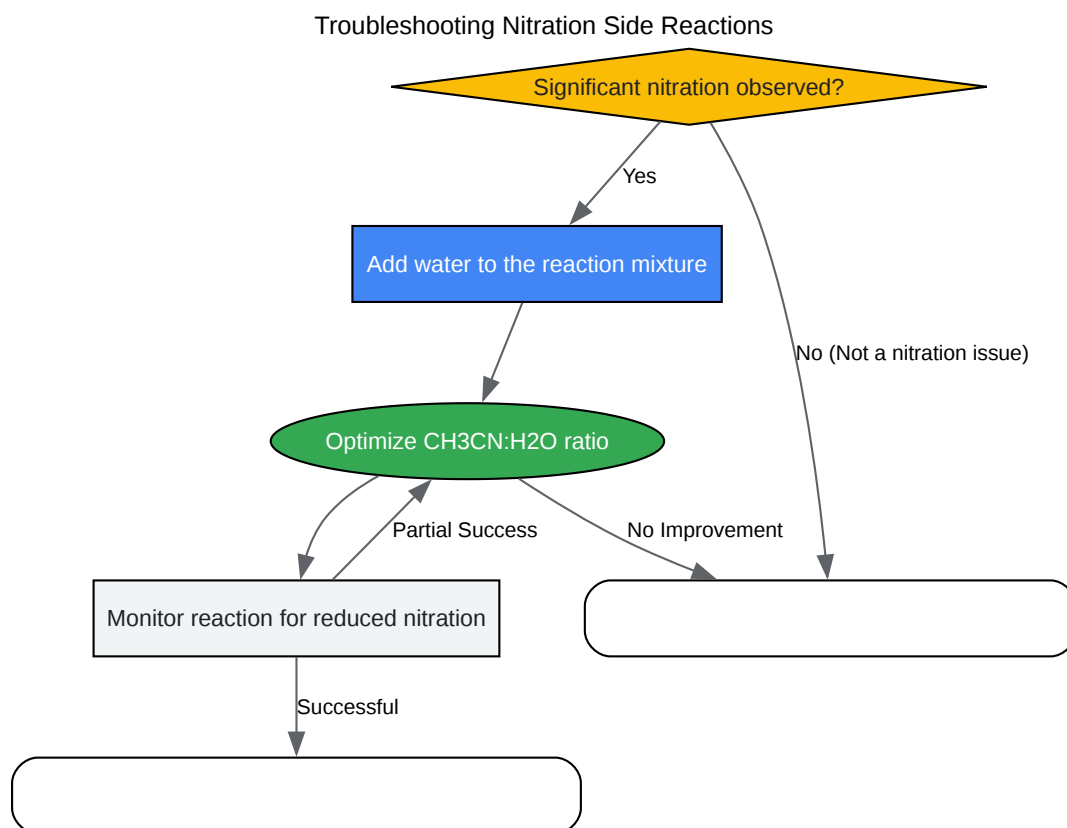 Troubleshooting Nitration Side Reactions
Significant nitration observed?
Yes
Add water to the reaction mixture
No (Not a nitration issue)
Optimize CH3CN:H2O ratio
Partial Success
No Improvement
Monitor reaction for reduced nitration
Successful